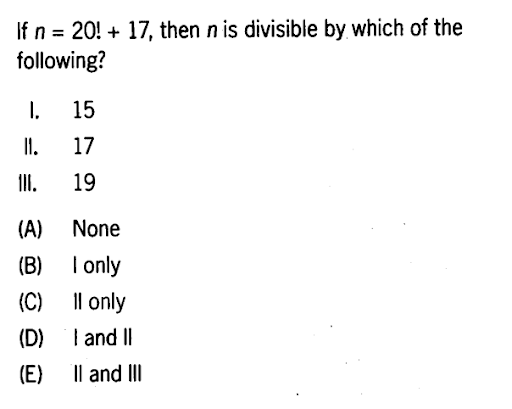 If n = 20! + 17, then n is divisible by which of the
following?
I. 15
II. 17
III. 19
(A) None
(B) I only
(C) II only
(D) I and II
(E) II and III